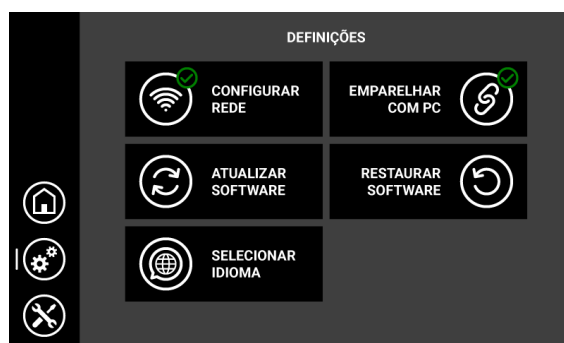 DEFINIÇÕES
CONFIGURAR
REDE
EMPARELHAR
COM PC
ATUALIZAR
SOFTWARE
RESTAURAR
SOFTWARE
SELECIONAR
IDIOMA